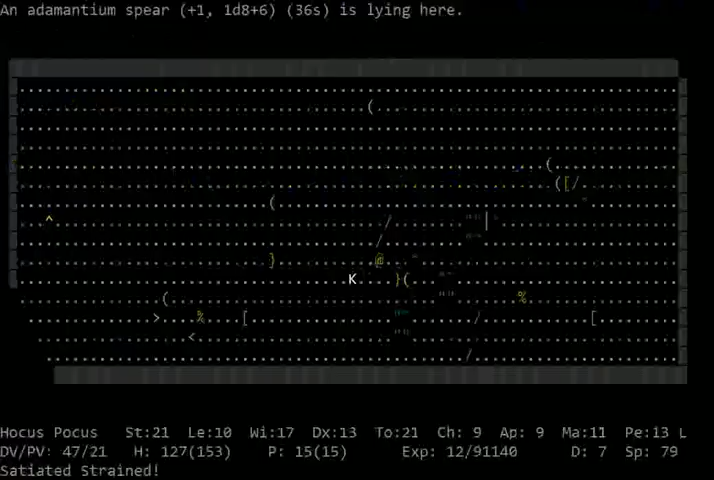 An adamantium spear (+1, 1d8+6) (36s) is lying here.
Hocus Pocus St:21 Le:10 Wi:17 Dx:13 To:21 Ch: 9 Ap: 9 Ma:11 Pe:13 L
DV/PV: 47/21 H: 127(153) P: 15(15) Exp: 12/91140 D: 7 Sp: 79
Satiated Strained!